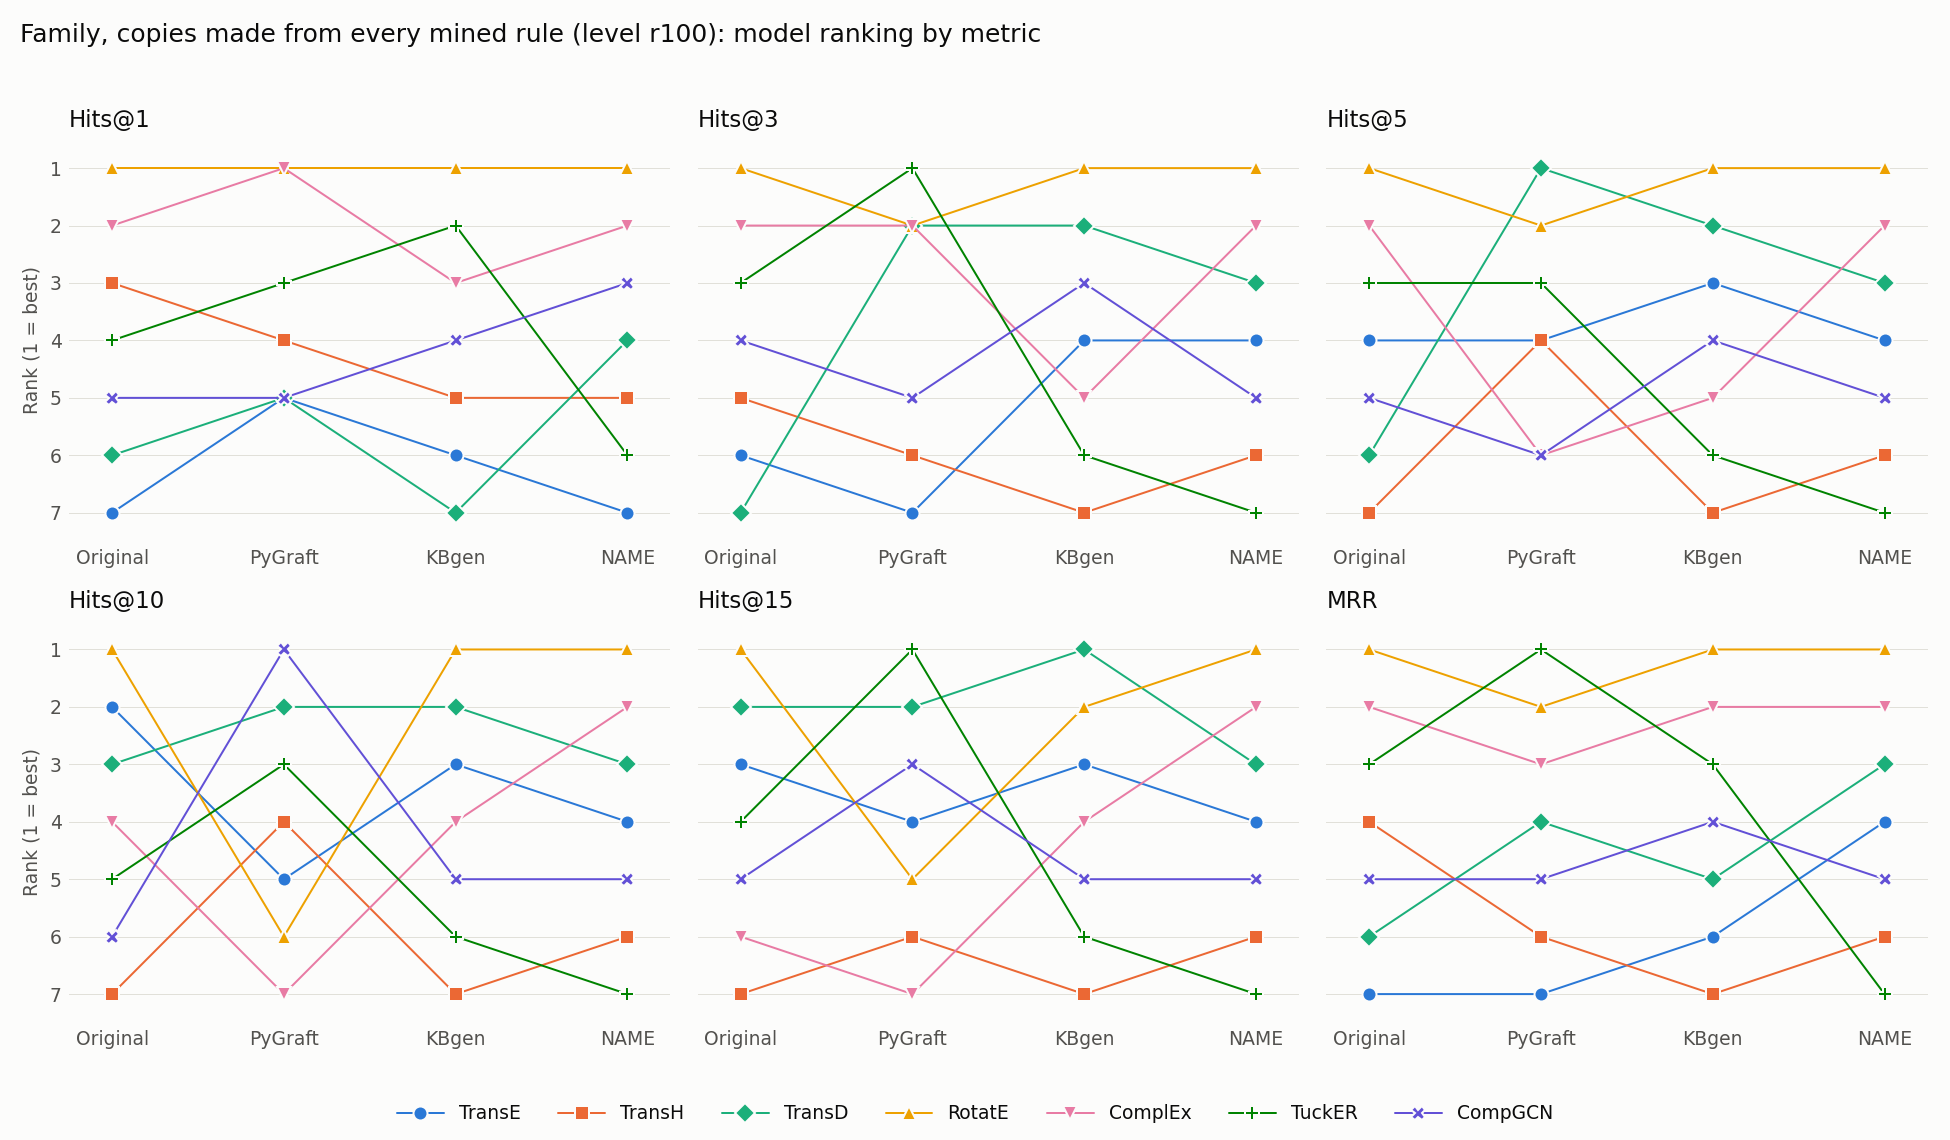 Family, copies made from every mined rule (level r100): model ranking by metric
Hits@1
Hits@3
Hits@5
Rank (1 = best)
1
2
3
4
5
6
7
Original PyGraft KBgen NAME
Original PyGraft KBgen NAME
Original PyGraft KBgen NAME
Hits@10
Hits@15
MRR
Rank (1 = best)
1
2
3
4
5
6
7
Original PyGraft KBgen NAME
Original PyGraft KBgen NAME
Original PyGraft KBgen NAME
TransE TransH TransD RotatE ComplEx TuckER CompGCN